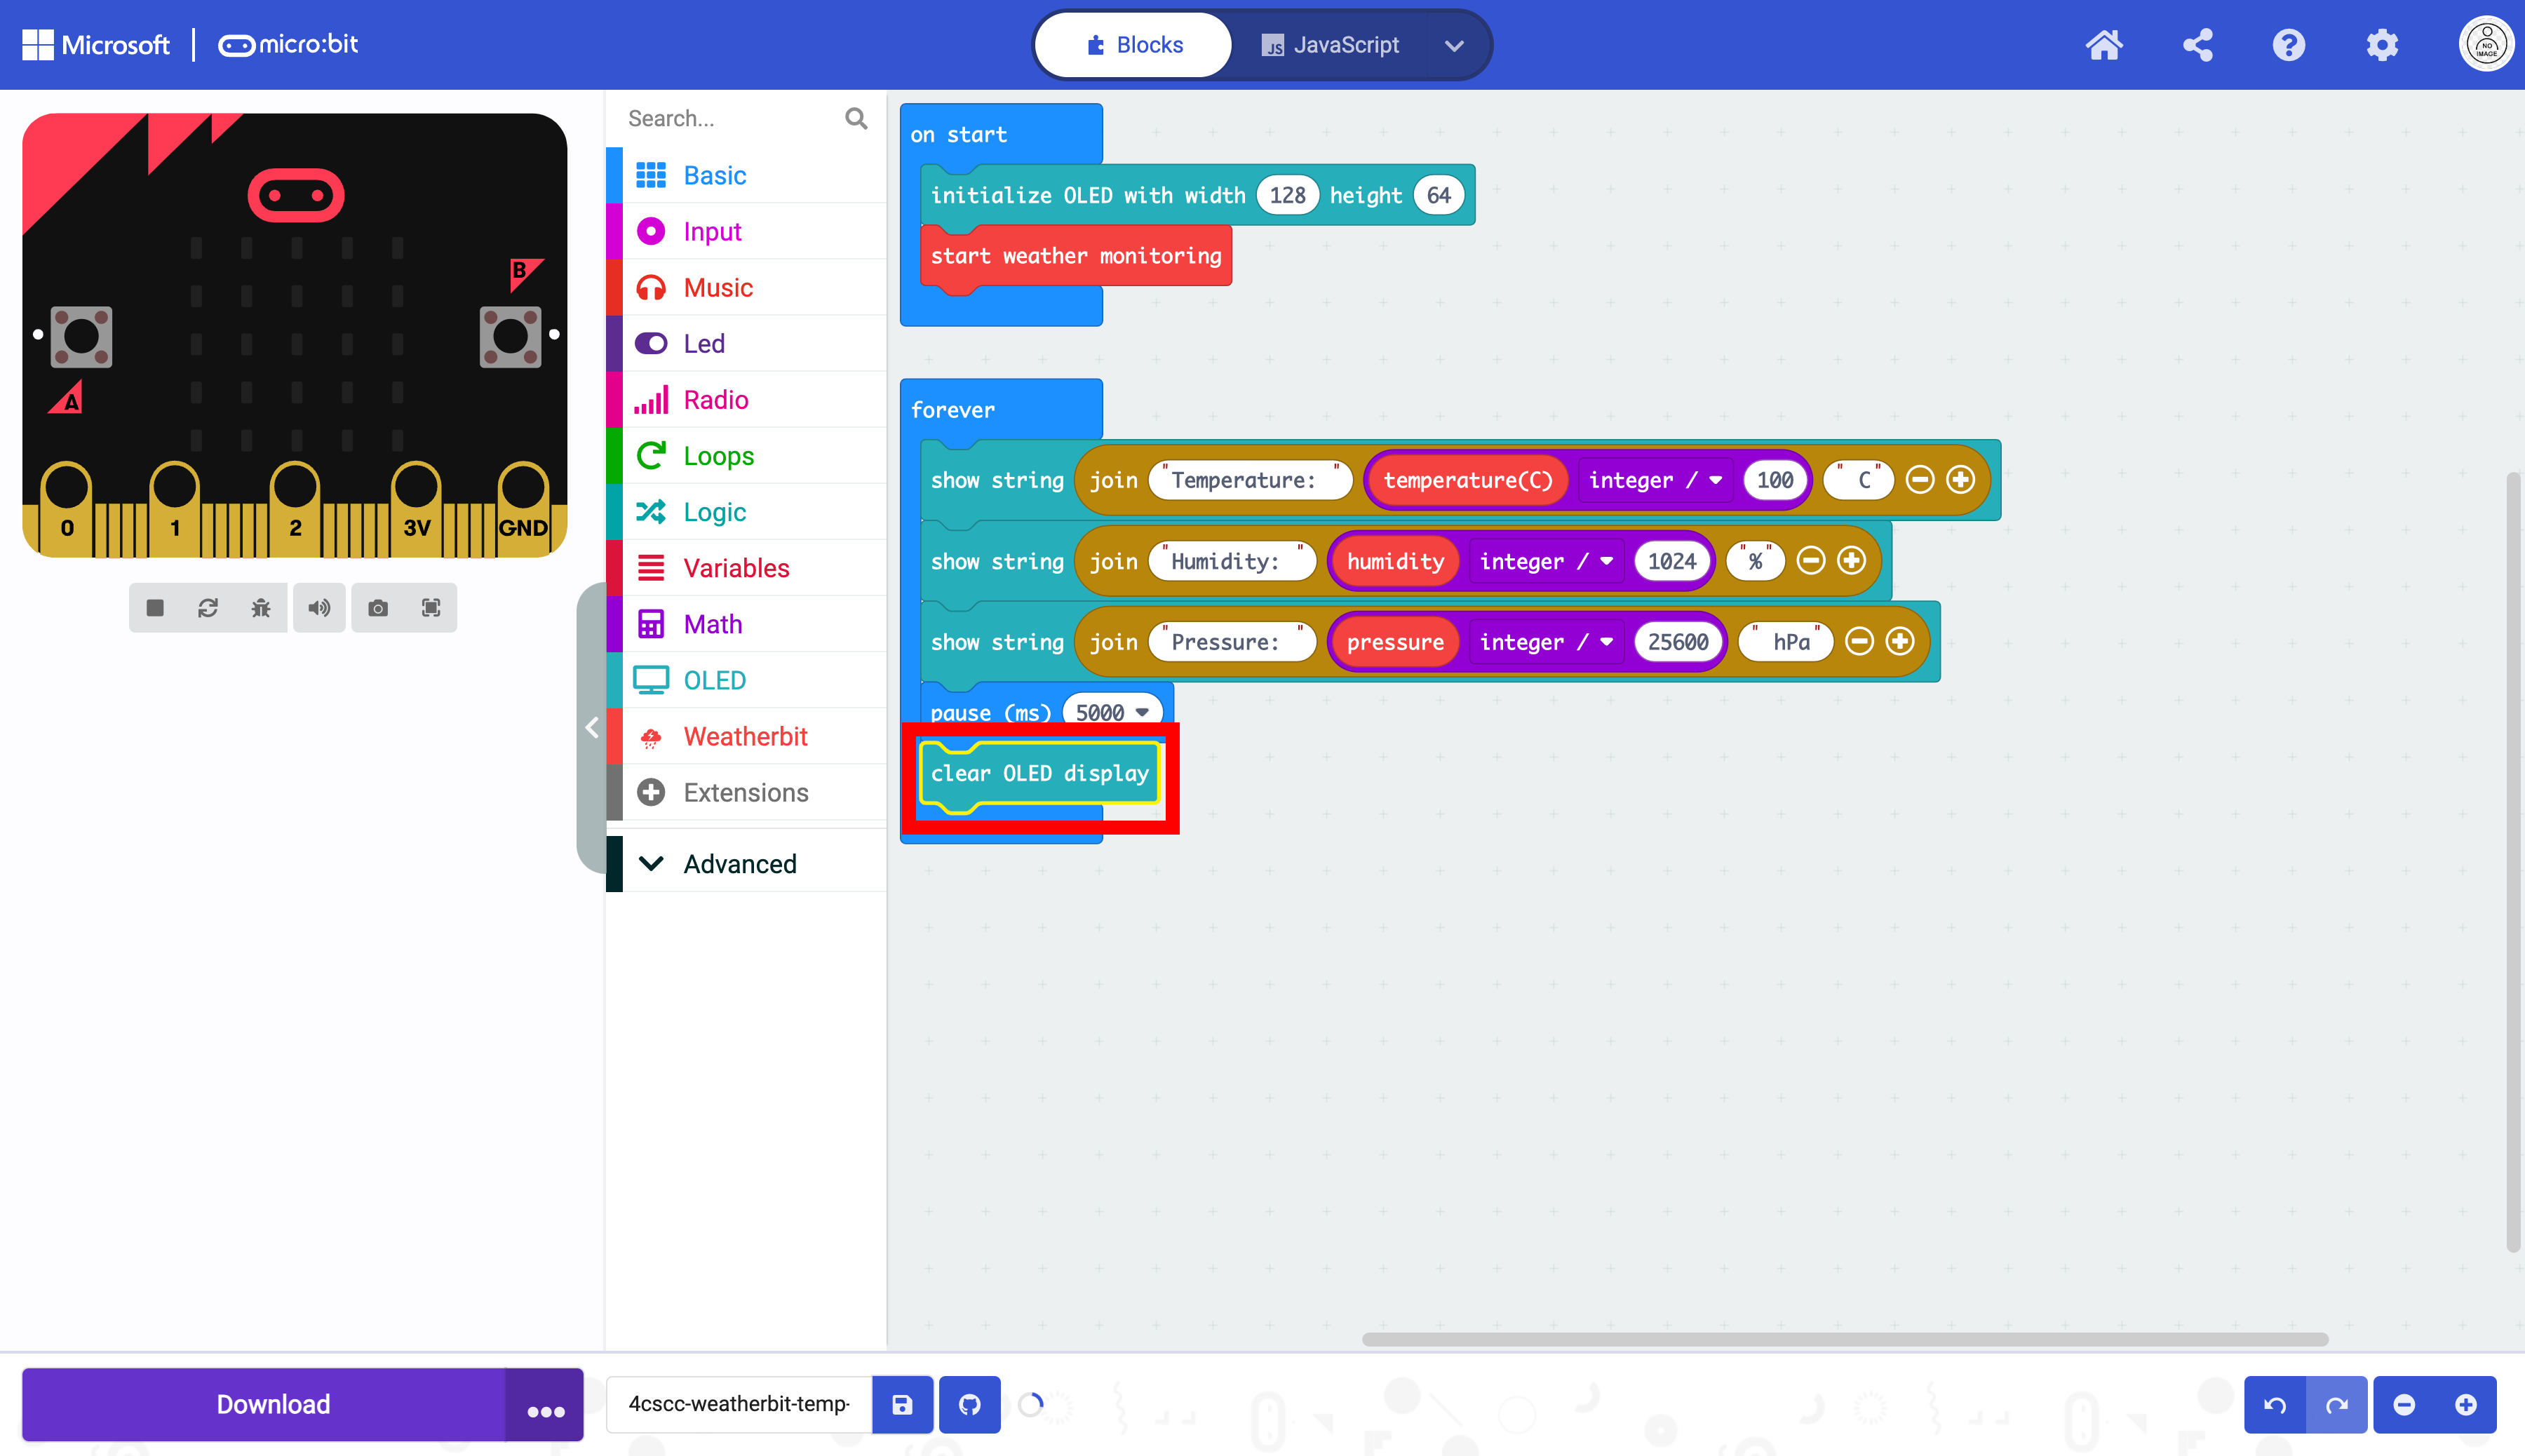 Microsoft | micro:bit
Blocks
JavaScript
NO IMAGE
B
A
0 1 2 3V GND
Search...
Basic
Input
Music
Led
Radio
Loops
Logic
Variables
Math
OLED
Weatherbit
Extensions
Advanced
on start
initialize OLED with width 128 height 64
start weather monitoring
forever
show string join "Temperature: " temperature(C) integer / 100 " C"
show string join "Humidity: " humidity integer / 1024 "%"
show string join "Pressure: " pressure integer / 25600 " hPa"
pause (ms) 5000
clear OLED display
Download
4cscc-weatherbit-temp-